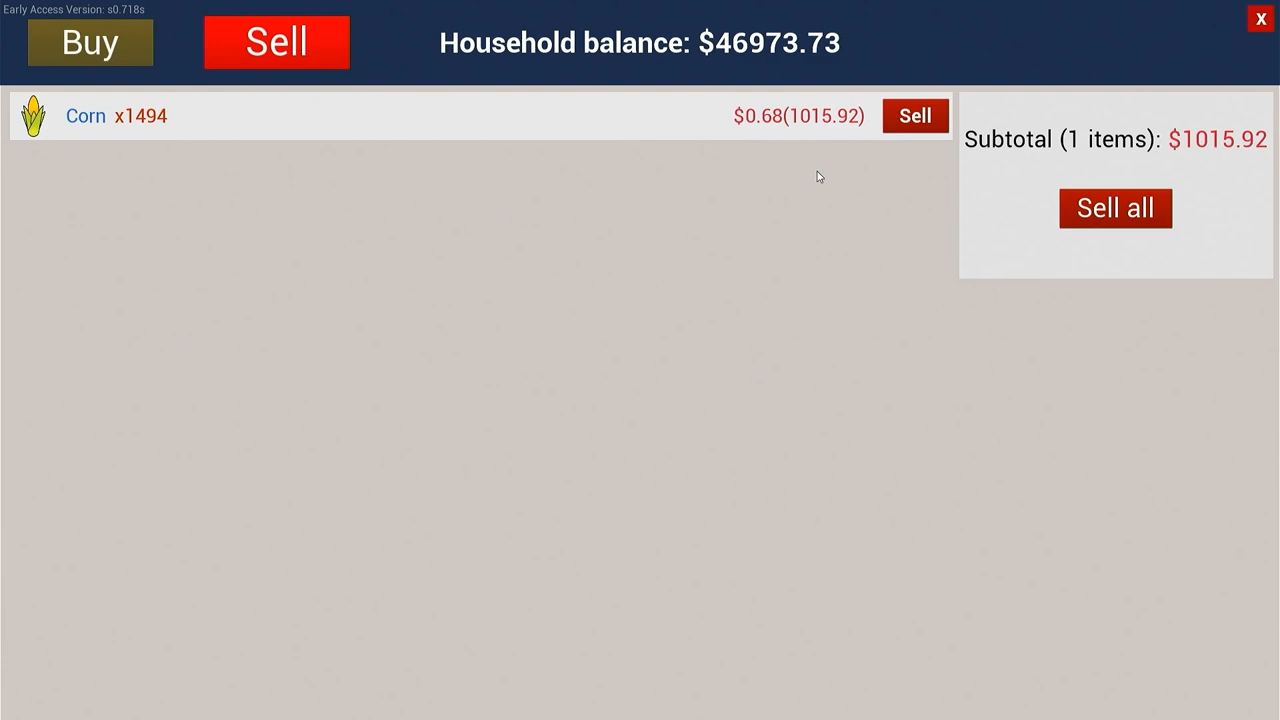 Early Access Version: s0.718s
Buy
Sell
Household balance: $46973.73
X
Corn x1494
$0.68(1015.92)
Sell
Subtotal (1 items): $1015.92
Sell all